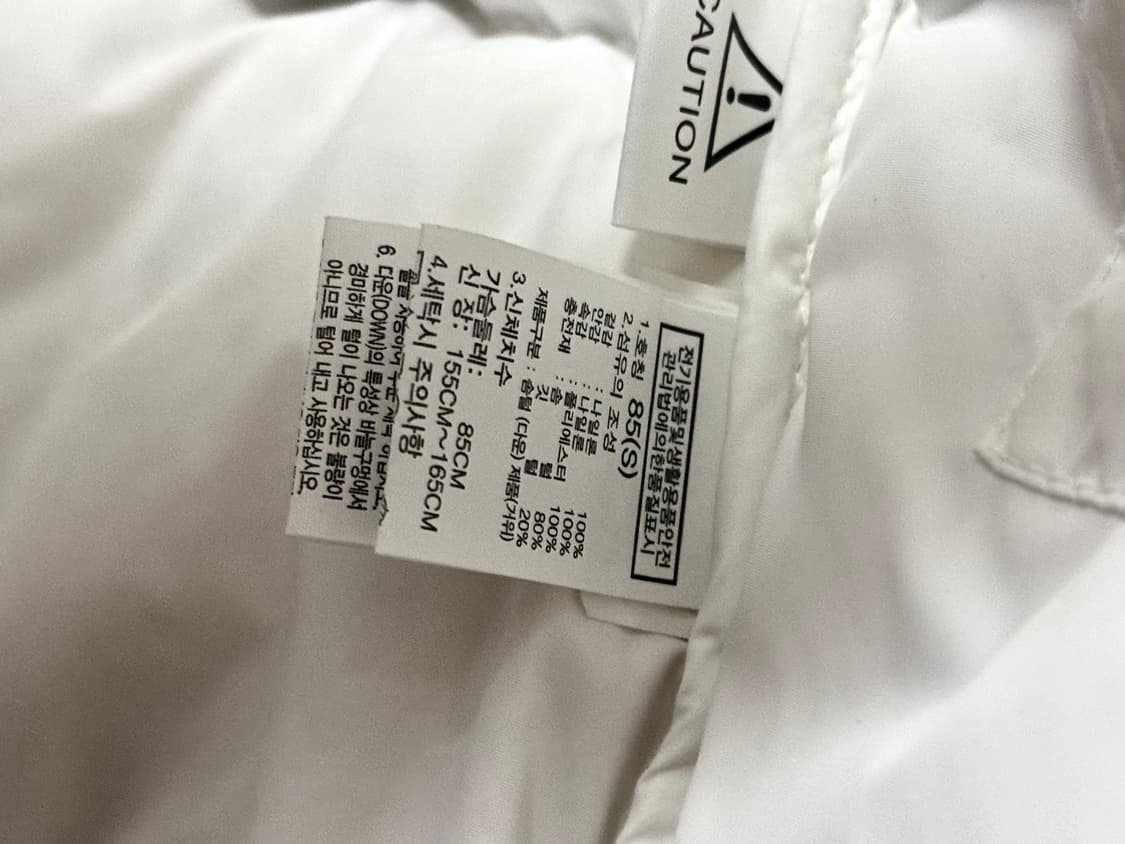 CAUTION
전기용품및생활용품안전
관리법에의한품질표시
1.호칭 85(S)
2.섬유의 조성
겉감 : 나일론 100%
안감 : 나일론 100%
속감 : 폴리에스터 100%
충전재 : 솜털 80%
깃털 20%
제품구분 : 솜털 (다운) 제품(거위)
3.신체치수
가슴둘레: 85CM
신 장: 155CM~165CM
4.세탁시 주의사항
6. 다운(DOWN)의 특성상 바늘구멍에서
경미하게 털이 나오는 것은 불량이
아니므로 털어 내고 사용하십시오